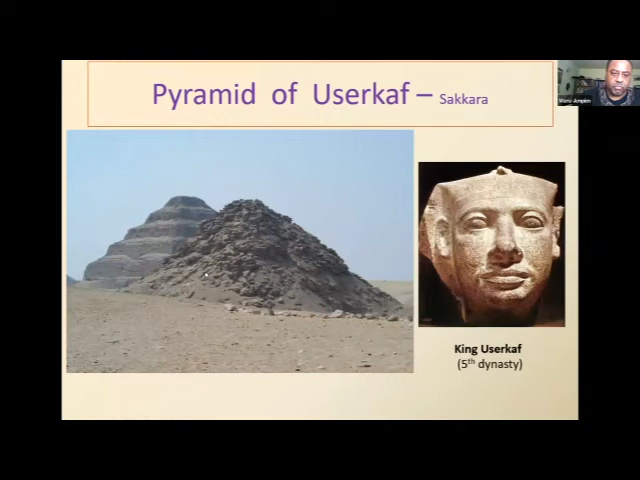 Pyramid of Userkaf – Sakkara
King Userkaf
(5th dynasty)